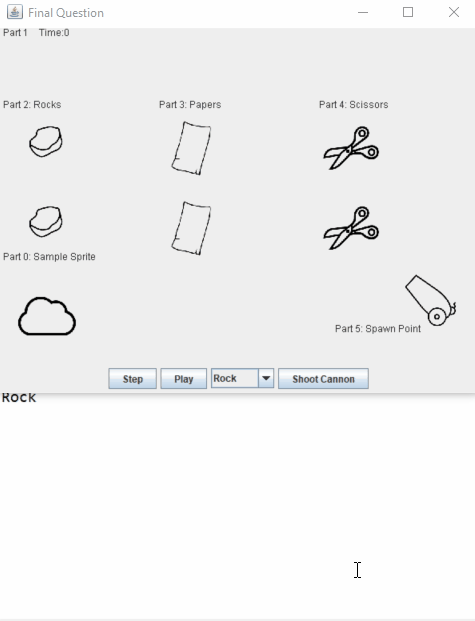 Final Question
Part 1 Time:0
Part 2: Rocks Part 3: Papers Part 4: Scissors
Part 0: Sample Sprite
Part 5: Spawn Point
Step Play Rock Shoot Cannon
Rock